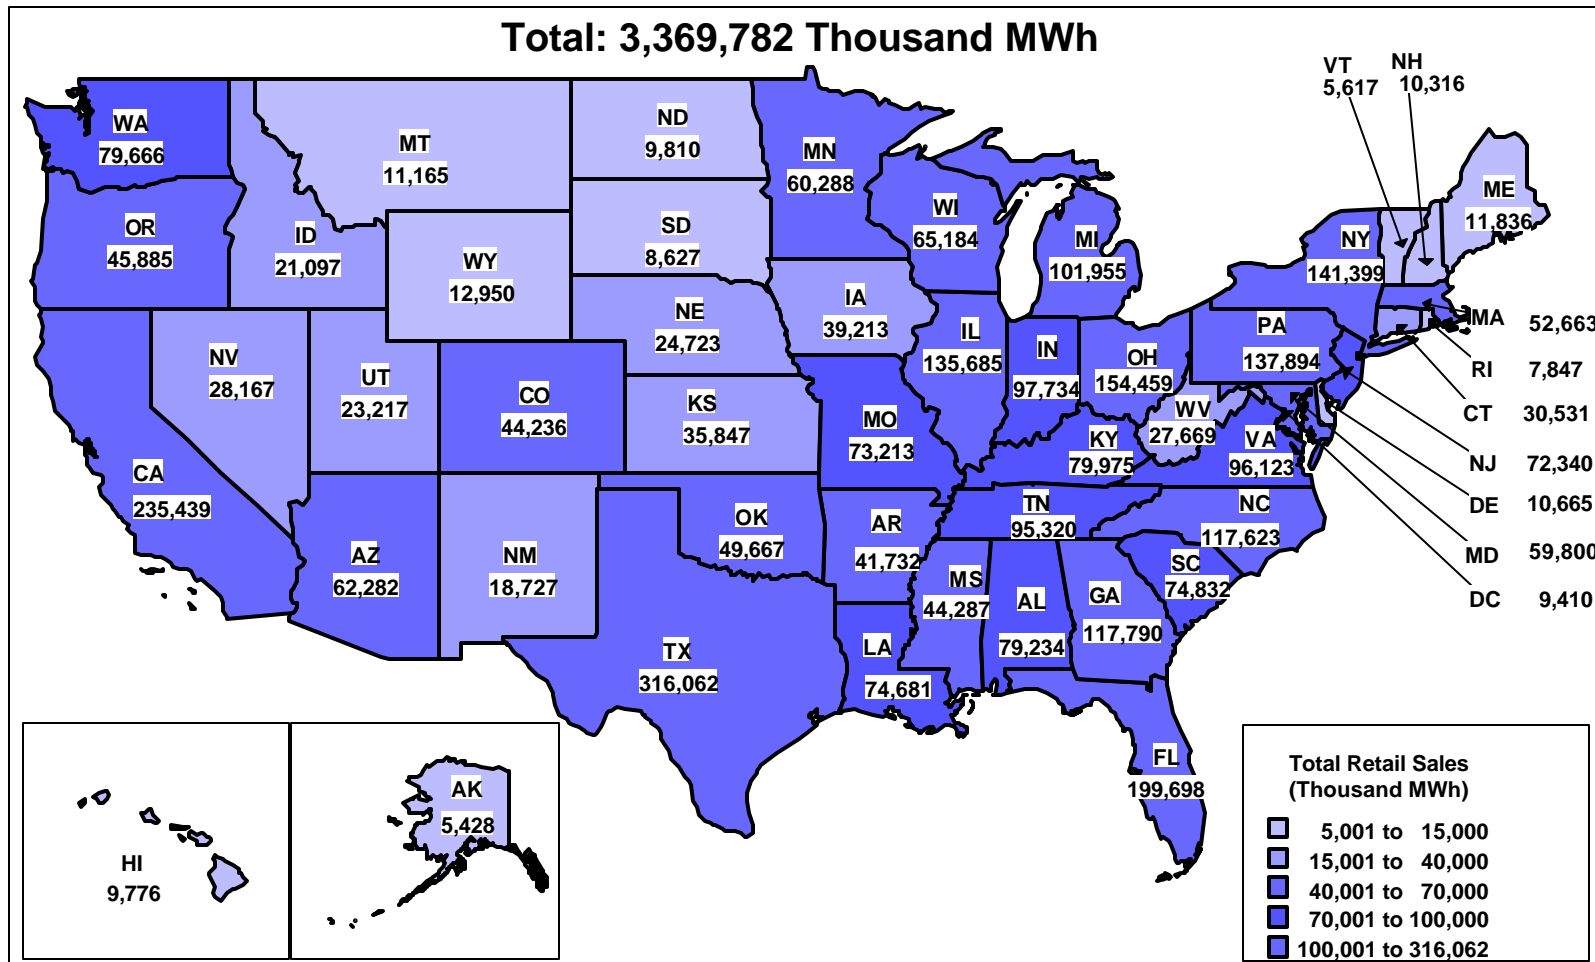 Total: 3,369,782 Thousand MWh
VT
5,617
NH
10,316
WA
79,666
MT
11,165
ND
9,810
MN
60,288
ME
11,836
OR
45,885
ID
21,097
WY
12,950
SD
8,627
WI
65,184
MI
101,955
NY
141,399
NV
28,167
UT
23,217
CO
44,236
NE
24,723
IA
39,213
IL
135,685
IN
97,734
OH
154,459
PA
137,894
MA 52,663
RI 7,847
CT 30,531
NJ 72,340
DE 10,665
MD 59,800
DC 9,410
CA
235,439
KS
35,847
MO
73,213
KY
79,975
WV
27,669
VA
96,123
AZ
62,282
NM
18,727
OK
49,667
AR
41,732
TN
95,320
NC
117,623
SC
74,832
MS
44,287
AL
79,234
GA
117,790
TX
316,062
LA
74,681
FL
199,698
HI
9,776
AK
5,428
Total Retail Sales
(Thousand MWh)
5,001 to 15,000
15,001 to 40,000
40,001 to 70,000
70,001 to 100,000
100,001 to 316,062